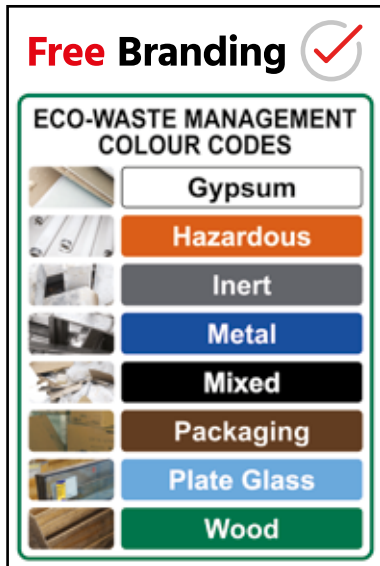 Free Branding
ECO-WASTE MANAGEMENT
COLOUR CODES
Gypsum
Hazardous
Inert
Metal
Mixed
Packaging
Plate Glass
Wood